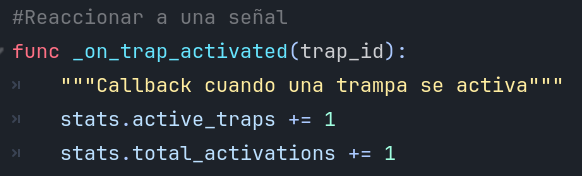 #Reaccionar a una señal
func _on_trap_activated(trap_id):
"""Callback cuando una trampa se activa"""
stats.active_traps += 1
stats.total_activations += 1